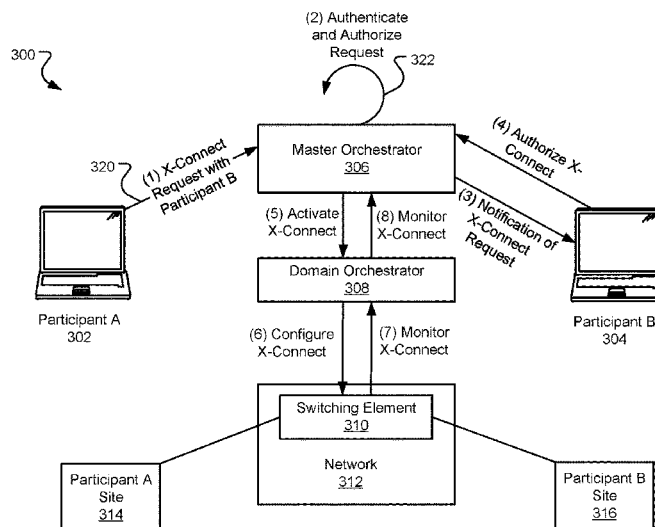 (2) Authenticate
and Authorize
Request
300
322
320
(1) X-Connect
Request with
Participant B
Master Orchestrator
306
(4) Authorize X-
Connect
(3) Notification of
X-Connect
Request
(5) Activate
X-Connect
(8) Monitor
X-Connect
Domain Orchestrator
308
Participant A
302
Participant B
304
(6) Configure
X-Connect
(7) Monitor
X-Connect
Switching Element
310
Network
312
Participant A
Site
314
Participant B
Site
316